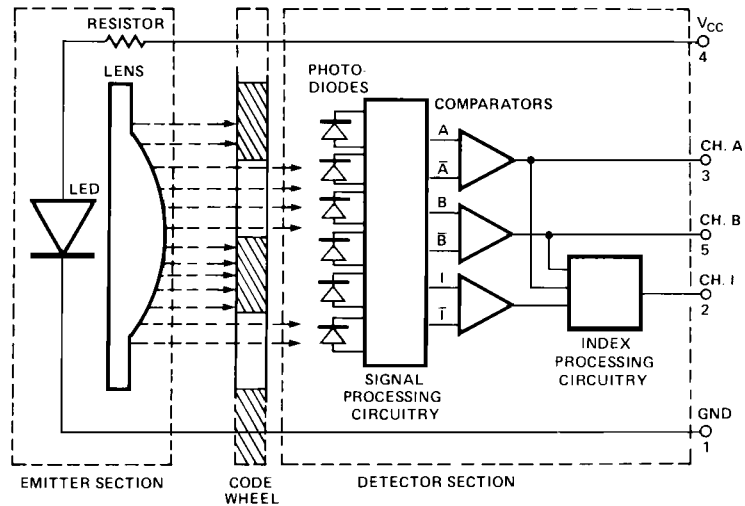 RESISTOR
LENS
LED
PHOTO-
DIODES
COMPARATORS
A
A̅
B
B̅
I
I̅
VCC
4
CH. A
3
CH. B
5
CH. I
2
GND
1
SIGNAL
PROCESSING
CIRCUITRY
INDEX
PROCESSING
CIRCUITRY
EMITTER SECTION
CODE
WHEEL
DETECTOR SECTION